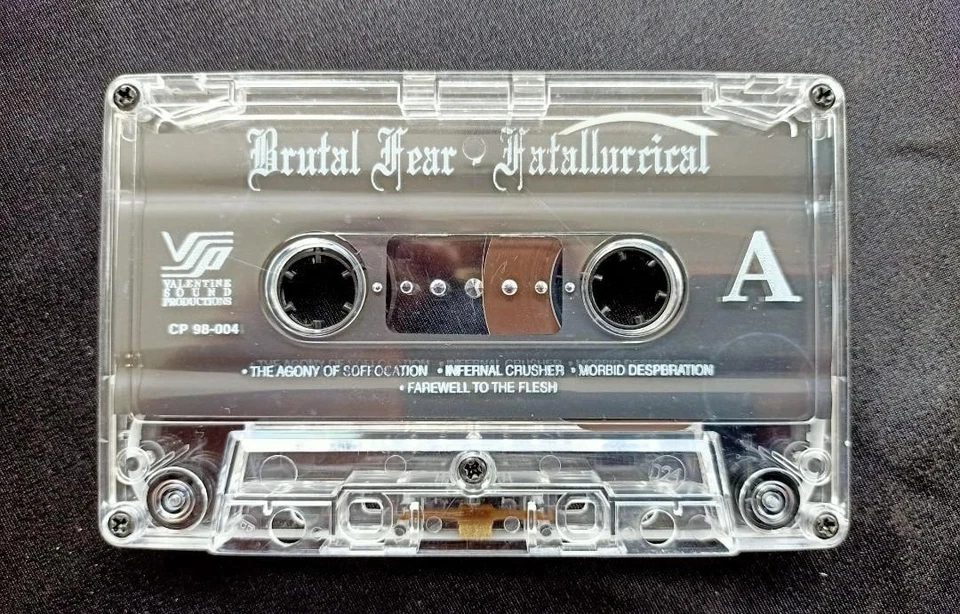 Brutal Fear - Fatallurcical
VSP
VALENTINE
SOUND
PRODUCTIONS
A
CP 98-004
• THE AGONY OF SOFFOCATION • INFERNAL CRUSHER • MORBID DESPERATION
• FAREWELL TO THE FLESH
D24